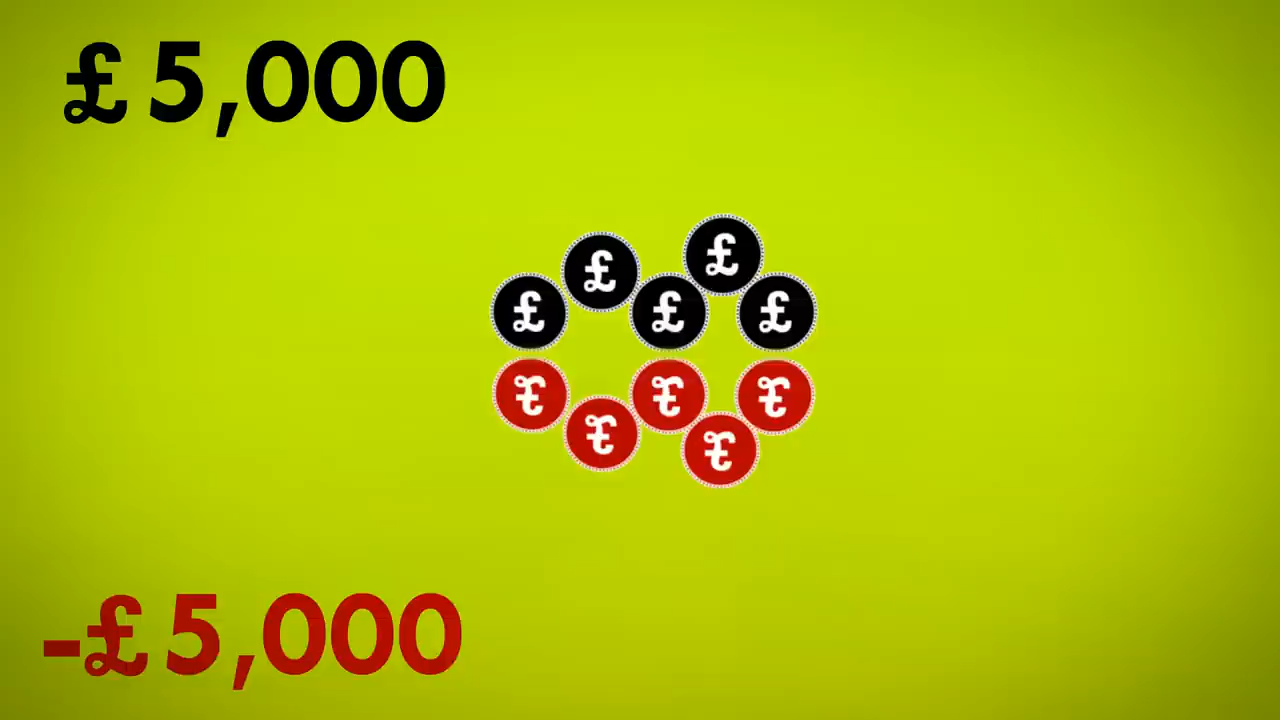 £5,000
£ £ £ £ £
£ £ £ £ £
-£5,000